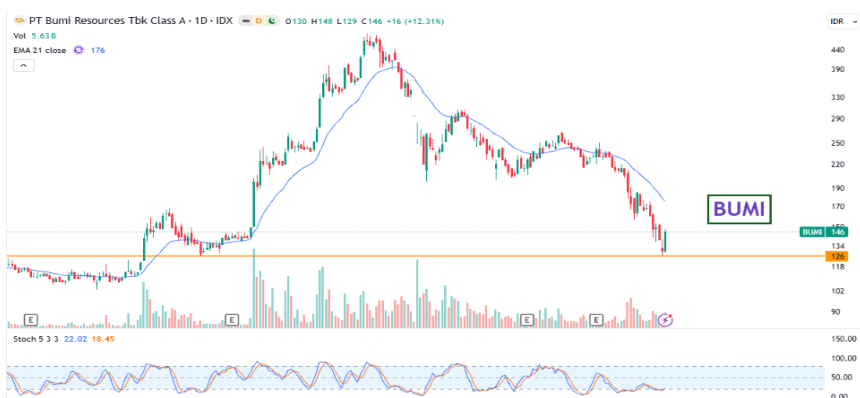 PT Bumi Resources Tbk Class A · 1D · IDX D O130 H148 L129 C146 +16 (+12.31%) IDR
Vol 5.63B
EMA 21 close 176
440
390
330
290
250
220
190
170
BUMI
BUMI 146
134
126
118
102
90
E E E E
Stoch 5 3 3 22.02 18.45
150.00
100.00
50.00
0.00